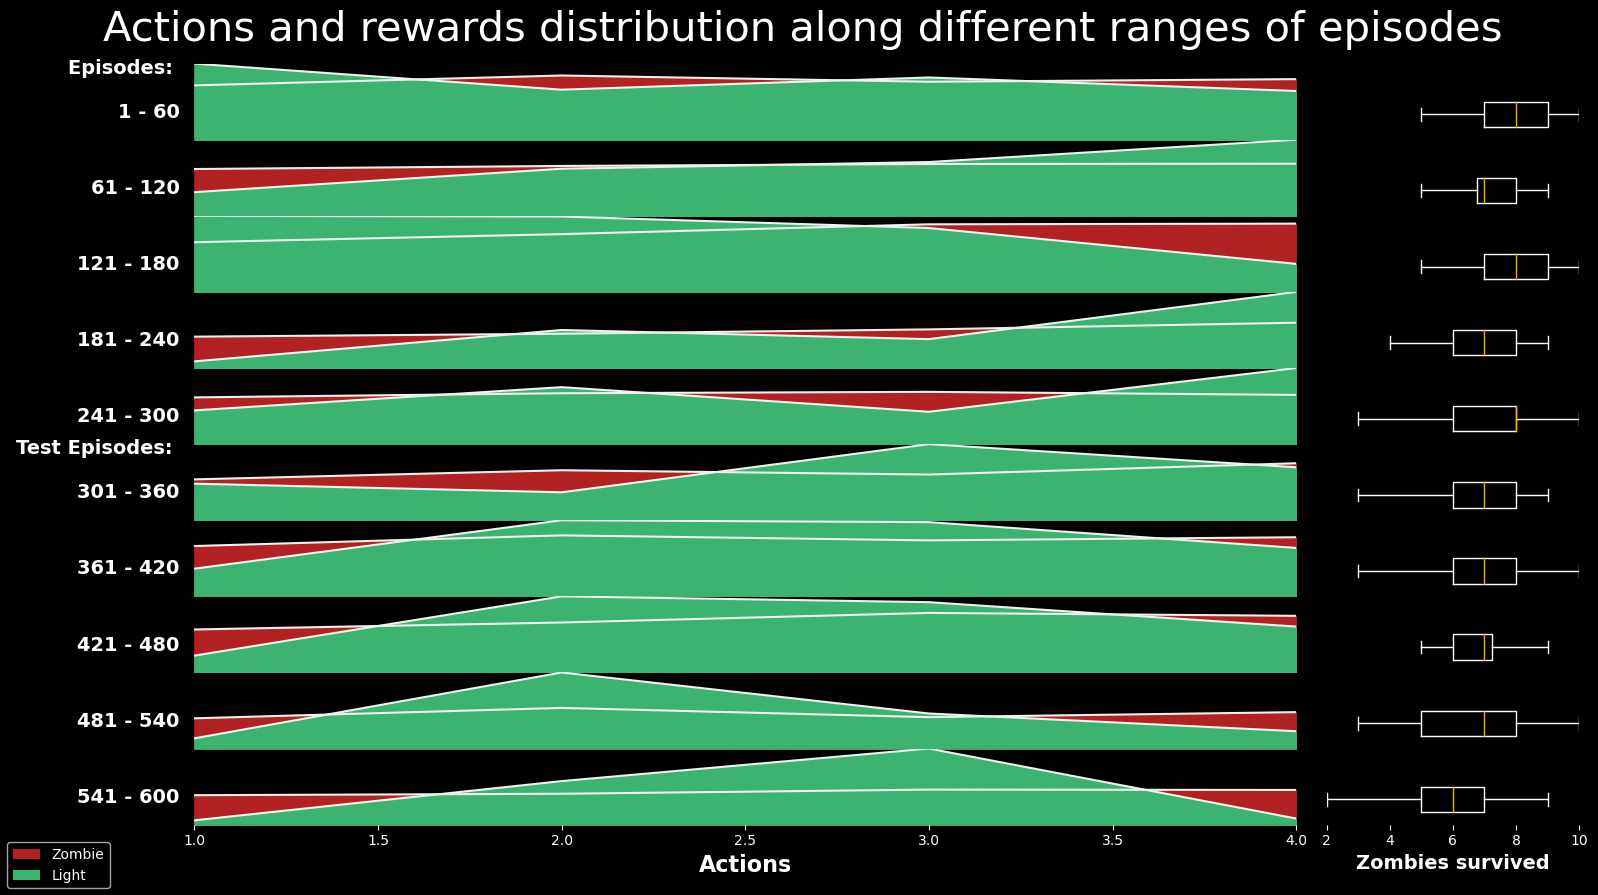 Actions and rewards distribution along different ranges of episodes
Episodes:
1 - 60
61 - 120
121 - 180
181 - 240
241 - 300
Test Episodes:
301 - 360
361 - 420
421 - 480
481 - 540
541 - 600
1.0 1.5 2.0 2.5 3.0 3.5 4.0
2 4 6 8 10
Actions
Zombies survived
Zombie
Light